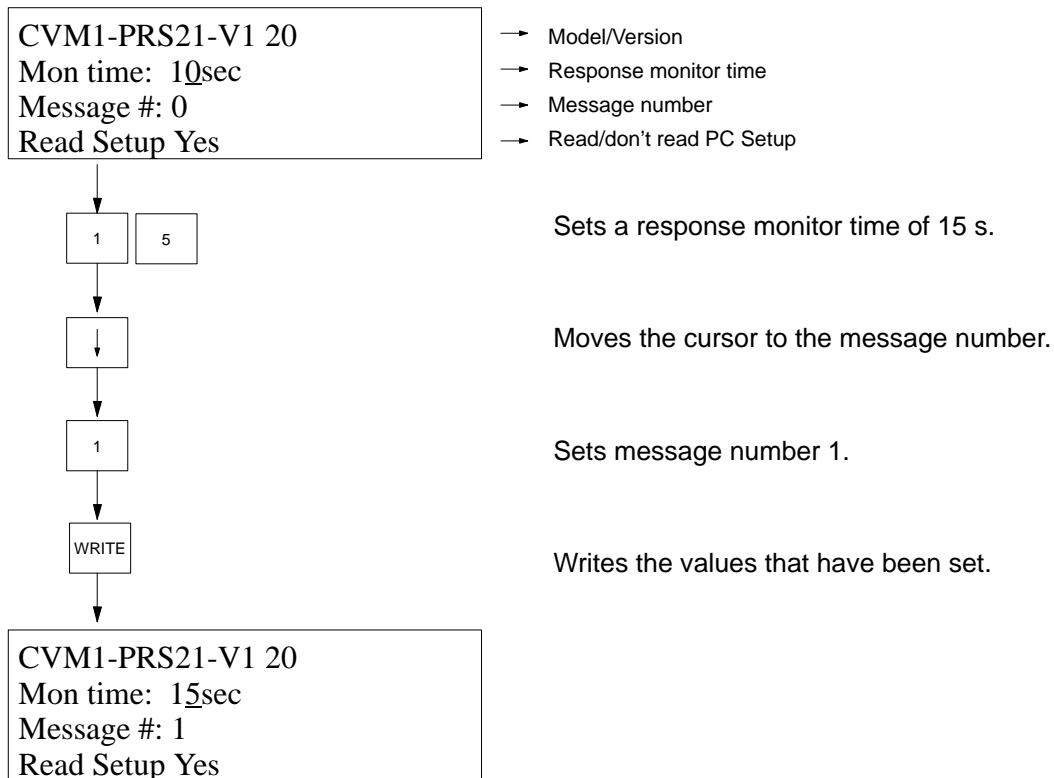 CVM1-PRS21-V1 20
Mon time: 10sec
Message #: 0
Read Setup Yes
Model/Version
Response monitor time
Message number
Read/don't read PC Setup
1 5
Sets a response monitor time of 15 s.
Moves the cursor to the message number.
1
Sets message number 1.
WRITE
Writes the values that have been set.
CVM1-PRS21-V1 20
Mon time: 15sec
Message #: 1
Read Setup Yes